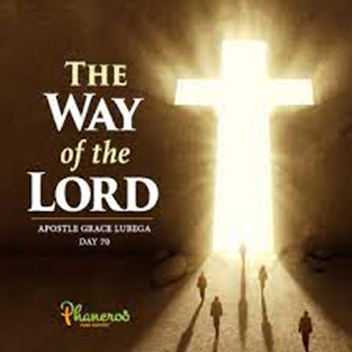 THE
WAY
of the
LORD
APOSTLE GRACE LUBEGA
DAY 70
Phaneroo